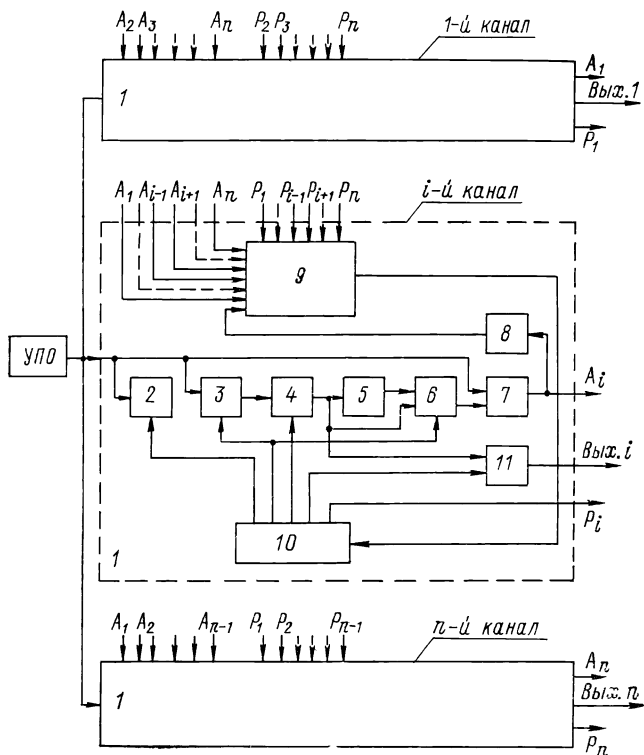 A₂ A₃ Aₙ P₂ P₃ Pₙ
1-й канал
1
A₁
Вых.1
P₁
A₁ Aᵢ₋₁ Aᵢ₊₁ Aₙ P₁ Pᵢ₋₁ Pᵢ₊₁ Pₙ
i-й канал
9
8
УПО
2 3 4 5 6 7
Aᵢ
11
Вых.i
Pᵢ
10
1
A₁ A₂ Aₙ₋₁ P₁ P₂ Pₙ₋₁
n-й канал
1
Aₙ
Вых.n
Pₙ